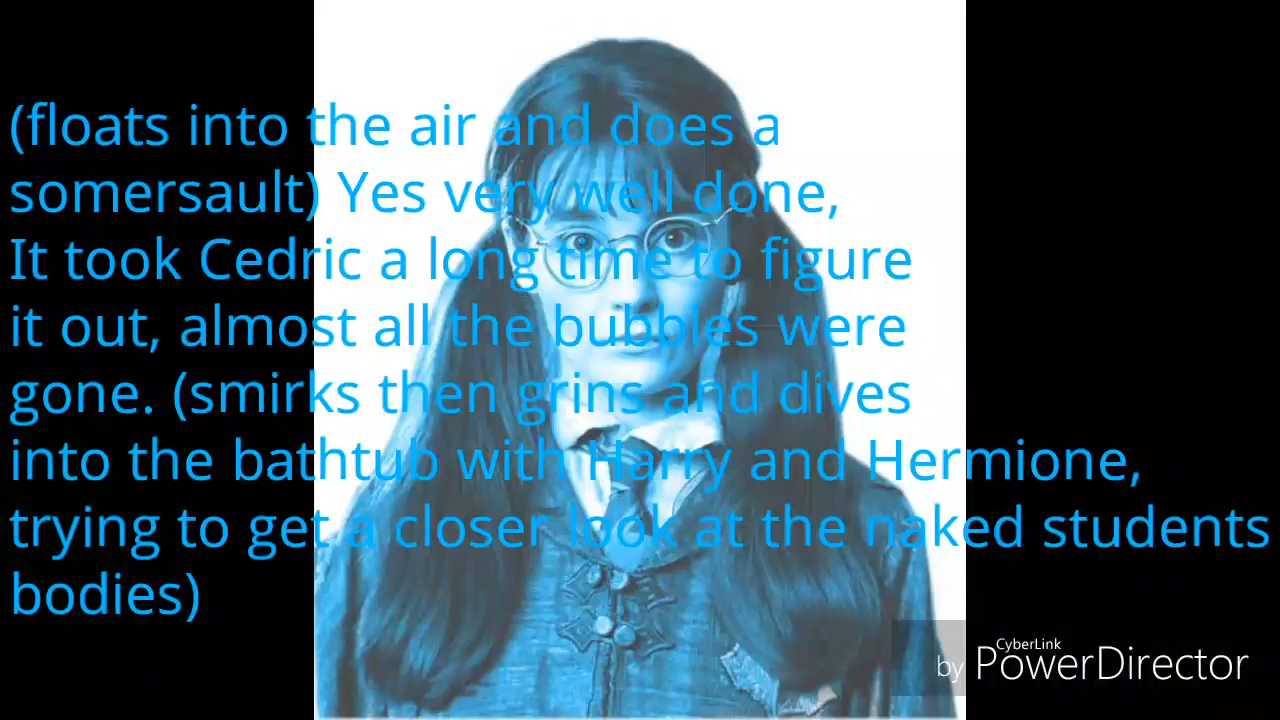 (floats into the air and does a
somersault) Yes very well done,
It took Cedric a long time to figure
it out, almost all the bubbles were
gone. (smirks then grins and dives
into the bathtub with Harry and Hermione,
trying to get a closer look at the naked students
bodies)
CyberLink
by PowerDirector